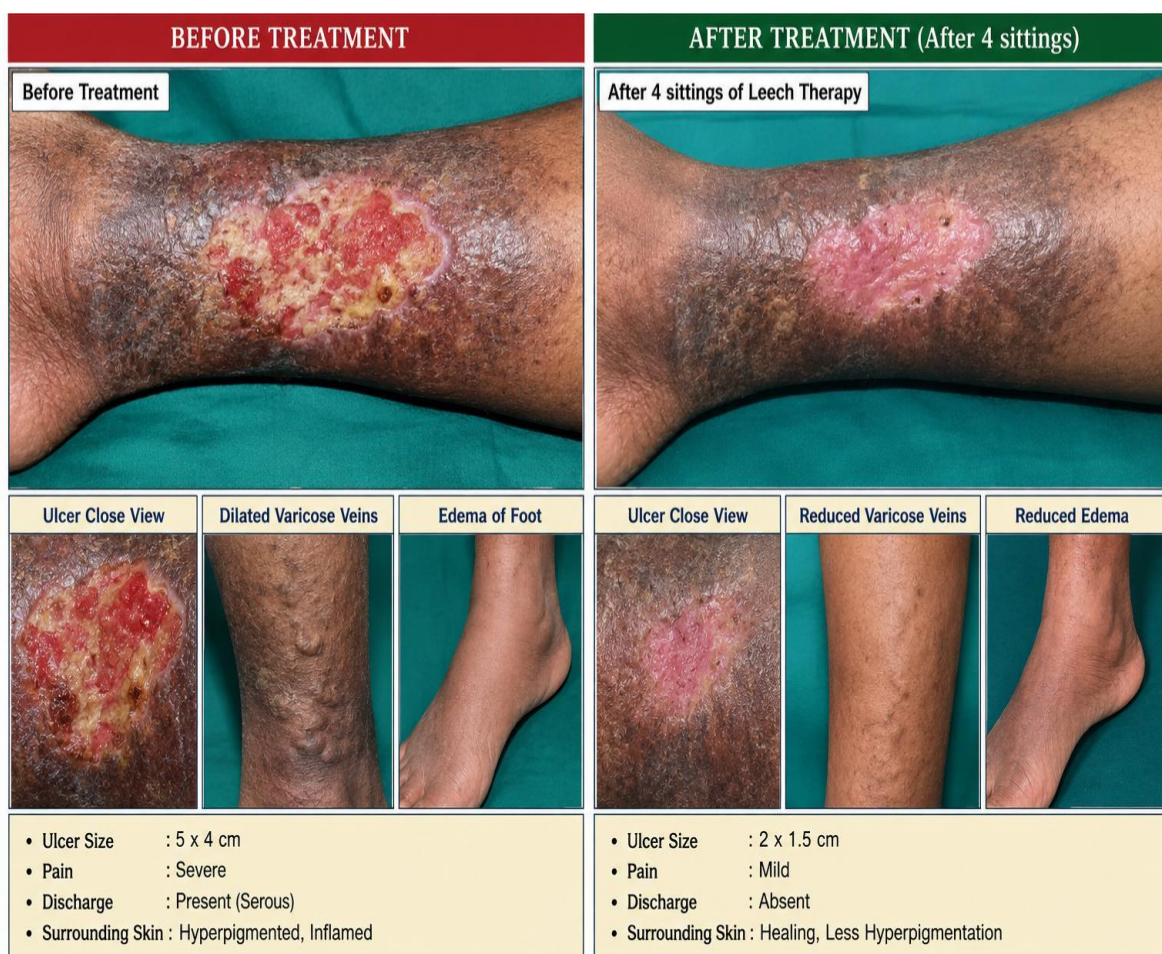 BEFORE TREATMENT
Before Treatment
Ulcer Close View
Dilated Varicose Veins
Edema of Foot
• Ulcer Size : 5 x 4 cm
• Pain : Severe
• Discharge : Present (Serous)
• Surrounding Skin : Hyperpigmented, Inflamed
AFTER TREATMENT (After 4 sittings)
After 4 sittings of Leech Therapy
Ulcer Close View
Reduced Varicose Veins
Reduced Edema
• Ulcer Size : 2 x 1.5 cm
• Pain : Mild
• Discharge : Absent
• Surrounding Skin : Healing, Less Hyperpigmentation